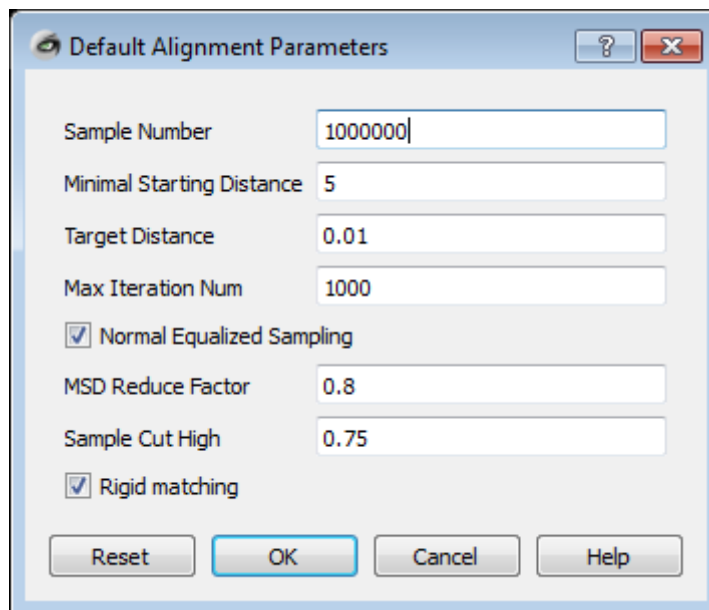 Default Alignment Parameters
Sample Number 1000000
Minimal Starting Distance 5
Target Distance 0.01
Max Iteration Num 1000
Normal Equalized Sampling
MSD Reduce Factor 0.8
Sample Cut High 0.75
Rigid matching
Reset OK Cancel Help